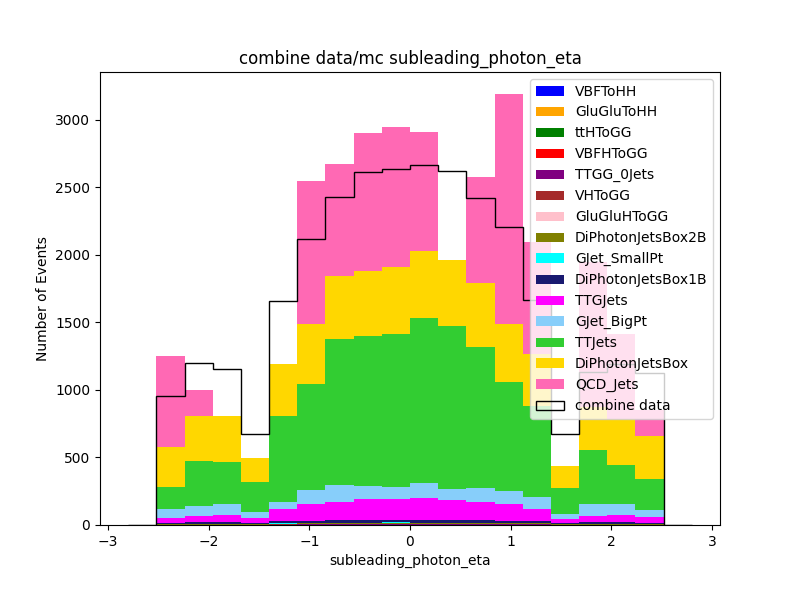 combine data/mc subleading_photon_eta
Number of Events
3000
2500
2000
1500
1000
500
0
−3
−2
−1
0
1
2
3
subleading_photon_eta
VBFToHH
GluGluToHH
ttHToGG
VBFHToGG
TTGG_0Jets
VHToGG
GluGluHToGG
DiPhotonJetsBox2B
GJet_SmallPt
DiPhotonJetsBox1B
TTGJets
GJet_BigPt
TTJets
DiPhotonJetsBox
QCD_Jets
combine data